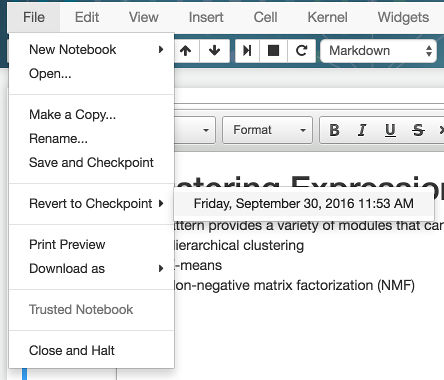 File Edit View Insert Cell Kernel Widgets
Markdown
New Notebook
Open...
Make a Copy...
Rename...
Save and Checkpoint
Revert to Checkpoint
Friday, September 30, 2016 11:53 AM
Print Preview
Download as
Trusted Notebook
Close and Halt
Format B I U S
stering Expression
attern provides a variety of modules that can
ierarchical clustering
-means
on-negative matrix factorization (NMF)